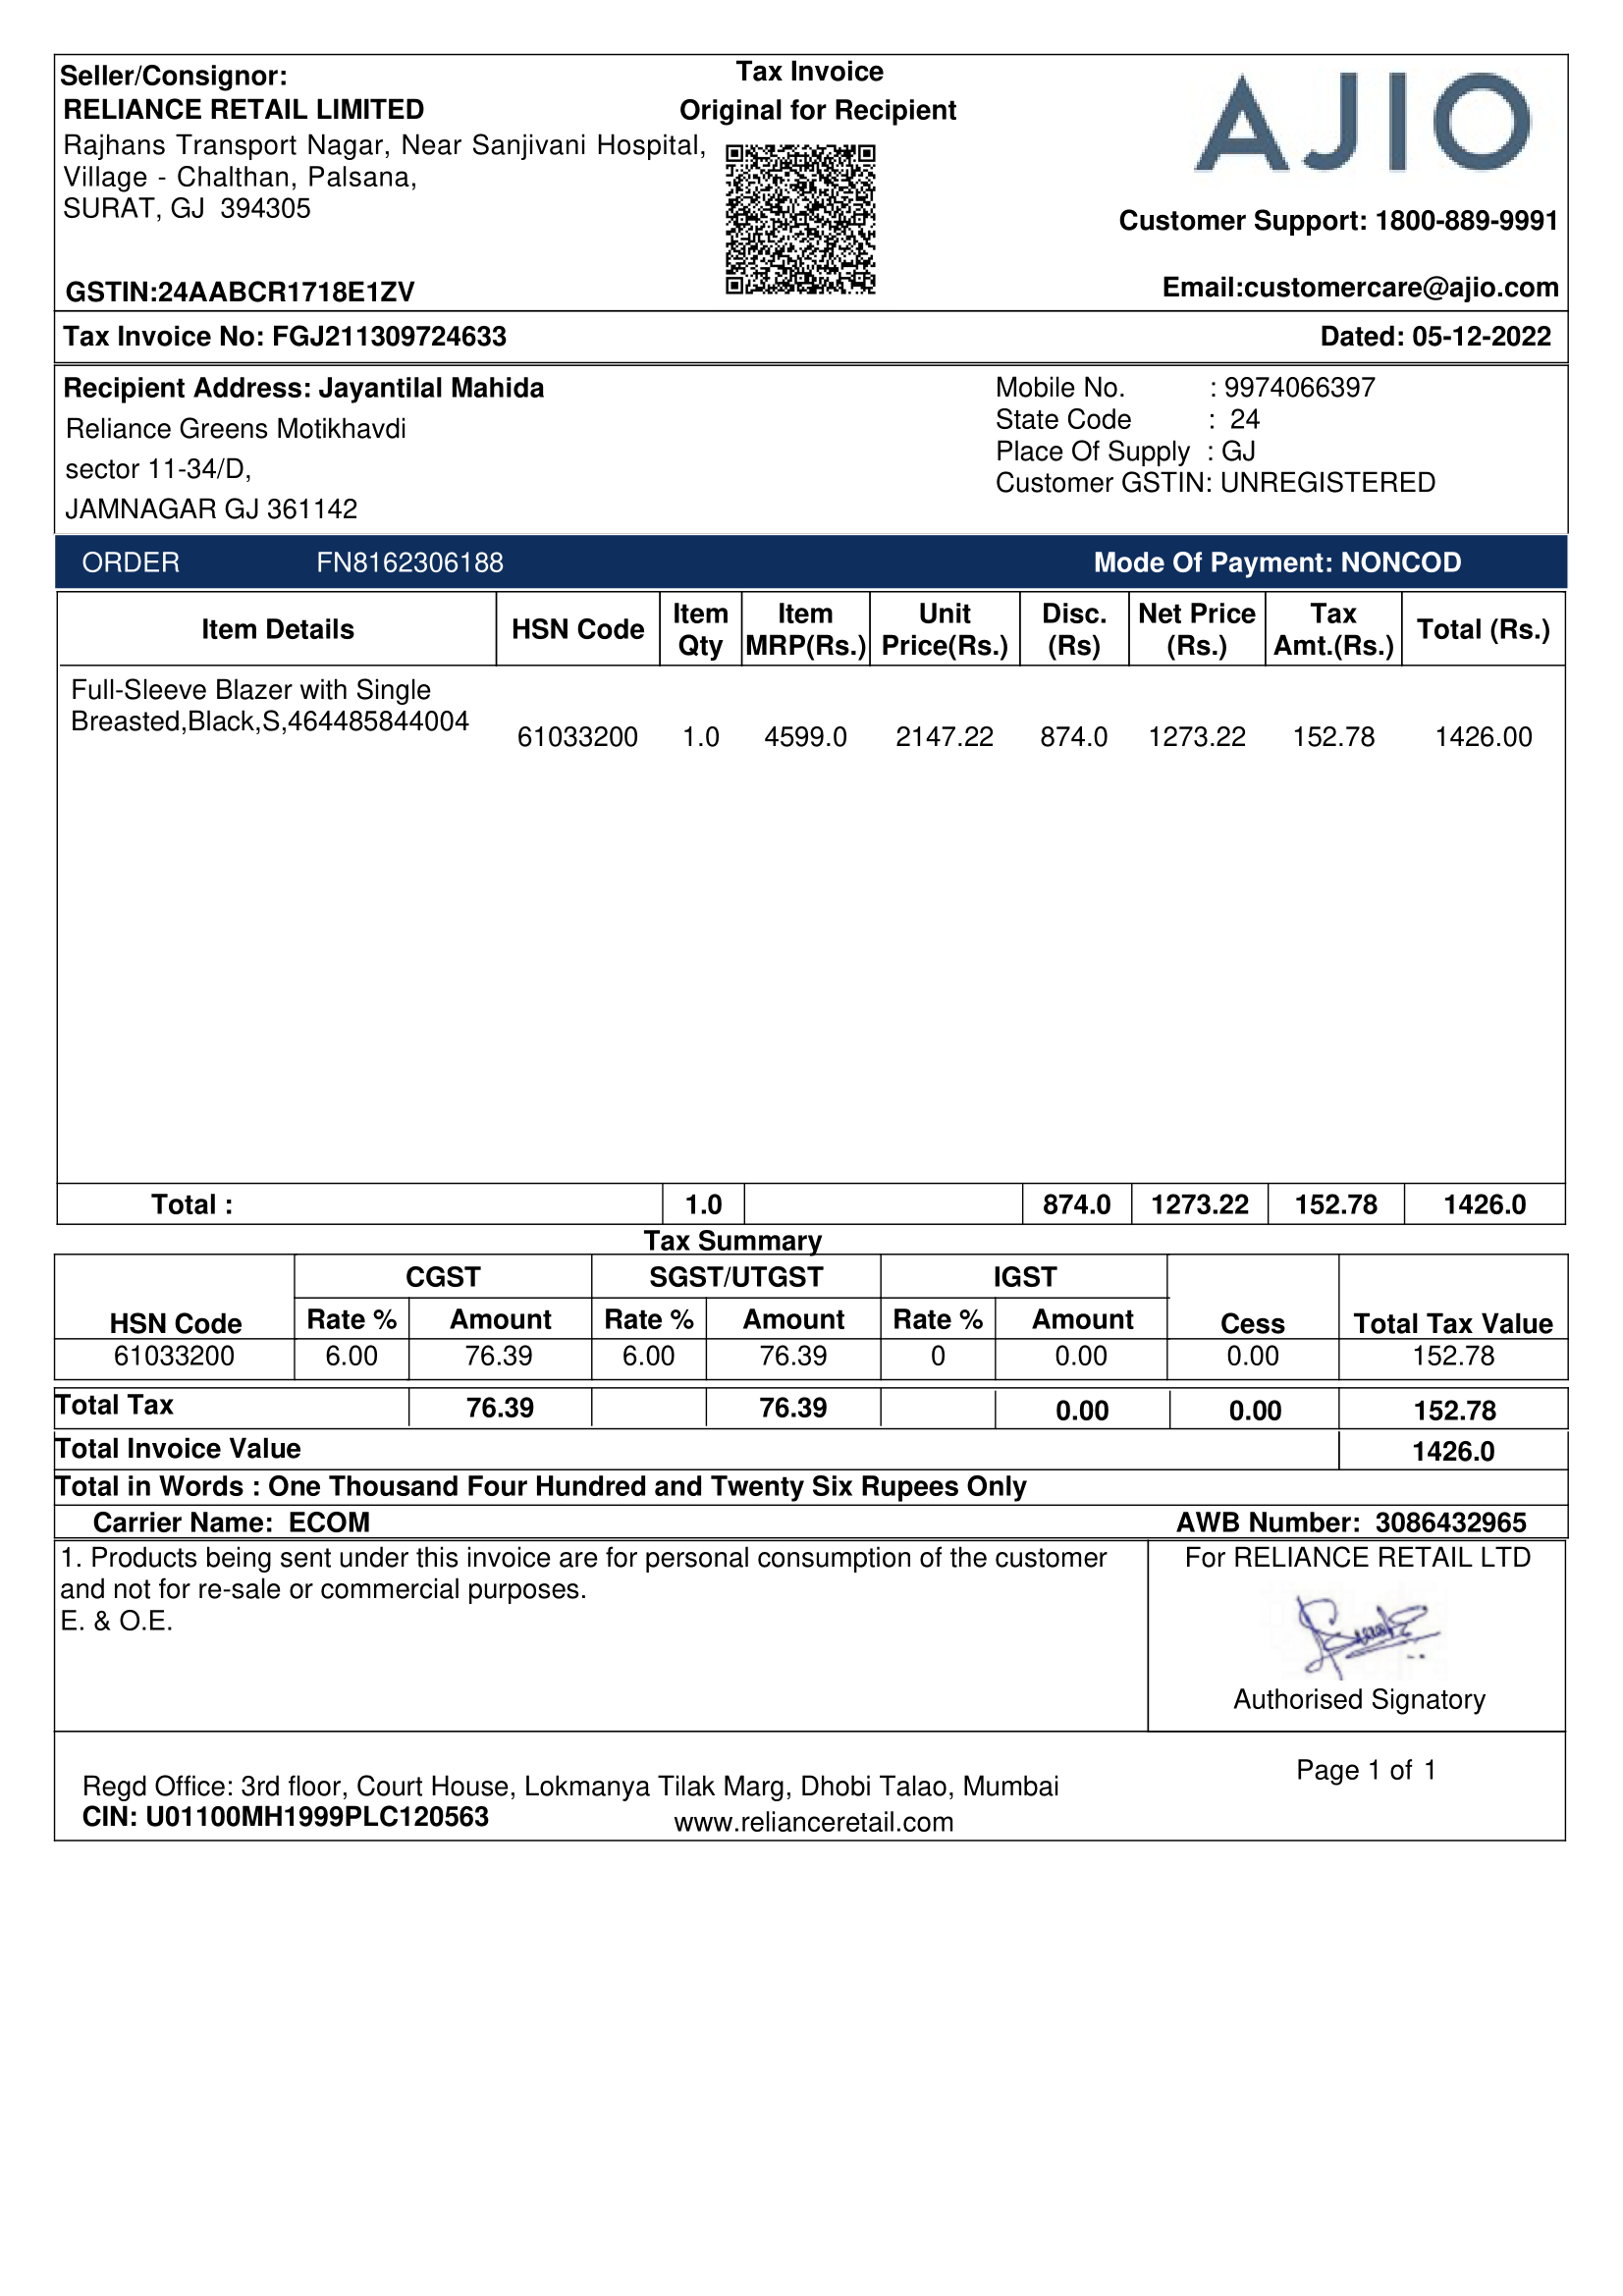 Seller/Consignor:
RELIANCE RETAIL LIMITED
Rajhans Transport Nagar, Near Sanjivani Hospital,
Village - Chalthan, Palsana,
SURAT, GJ 394305
GSTIN:24AABCR1718E1ZV
Tax Invoice
Original for Recipient
AJIO
Customer Support: 1800-889-9991
Email:customercare@ajio.com
Tax Invoice No: FGJ211309724633 Dated: 05-12-2022
Recipient Address: Jayantilal Mahida
Reliance Greens Motikhavdi
sector 11-34/D,
JAMNAGAR GJ 361142
Mobile No. : 9974066397
State Code : 24
Place Of Supply : GJ
Customer GSTIN: UNREGISTERED
ORDER FN8162306188 Mode Of Payment: NONCOD
Item Details HSN Code Item Qty Item MRP(Rs.) Unit Price(Rs.) Disc. (Rs) Net Price (Rs.) Tax Amt.(Rs.) Total (Rs.)
Full-Sleeve Blazer with Single
Breasted,Black,S,464485844004
61033200 1.0 4599.0 2147.22 874.0 1273.22 152.78 1426.00
Total : 1.0 874.0 1273.22 152.78 1426.0
Tax Summary
CGST SGST/UTGST IGST
HSN Code Rate % Amount Rate % Amount Rate % Amount Cess Total Tax Value
61033200 6.00 76.39 6.00 76.39 0 0.00 0.00 152.78
Total Tax 76.39 76.39 0.00 0.00 152.78
Total Invoice Value 1426.0
Total in Words : One Thousand Four Hundred and Twenty Six Rupees Only
Carrier Name: ECOM AWB Number: 3086432965
1. Products being sent under this invoice are for personal consumption of the customer
and not for re-sale or commercial purposes.
E. & O.E.
For RELIANCE RETAIL LTD
Authorised Signatory
Page 1 of 1
Regd Office: 3rd floor, Court House, Lokmanya Tilak Marg, Dhobi Talao, Mumbai
CIN: U01100MH1999PLC120563
www.relianceretail.com